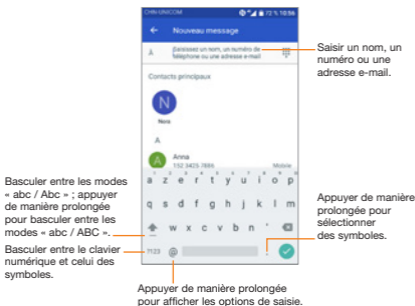 CHN-UNICOM 72 % 10:56
Nouveau message
À Saisissez un nom, un numéro de
téléphone ou une adresse e-mail
Contacts principaux
N
Nora
A
A Anna
152 3425 7886 Mobile
a z e r t y u i o p
q s d f g h j k l m
w x c v b n '
?123 @ .
Saisir un nom, un
numéro ou une
adresse e-mail.
Basculer entre les modes
« abc / Abc » ; appuyer
de manière prolongée
pour basculer entre les
modes « abc / ABC ».
Basculer entre le clavier
numérique et celui des
symboles.
Appuyer de manière
prolongée pour
sélectionner
des symboles.
Appuyer de manière prolongée
pour afficher les options de saisie.